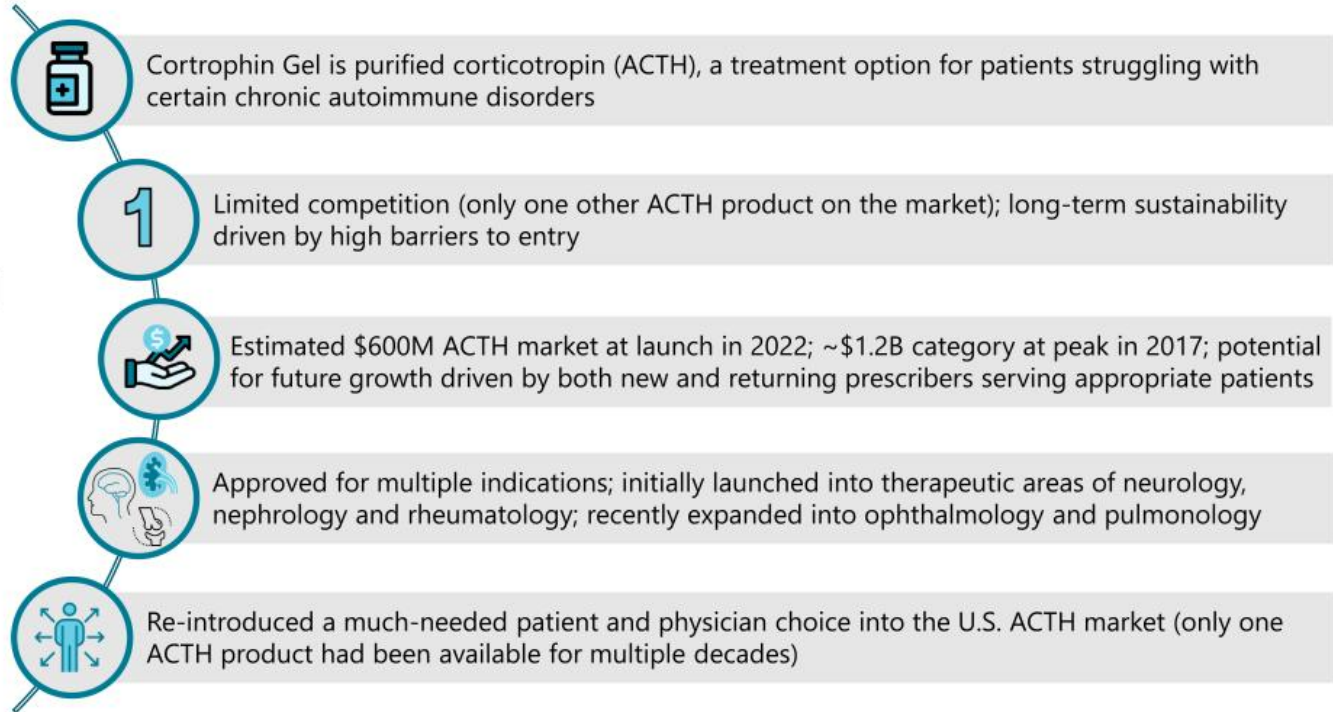 Cortrophin Gel is purified corticotropin (ACTH), a treatment option for patients struggling with
certain chronic autoimmune disorders
1
Limited competition (only one other ACTH product on the market); long-term sustainability
driven by high barriers to entry
$
Estimated $600M ACTH market at launch in 2022; ~$1.2B category at peak in 2017; potential
for future growth driven by both new and returning prescribers serving appropriate patients
Approved for multiple indications; initially launched into therapeutic areas of neurology,
nephrology and rheumatology; recently expanded into ophthalmology and pulmonology
Re-introduced a much-needed patient and physician choice into the U.S. ACTH market (only one
ACTH product had been available for multiple decades)